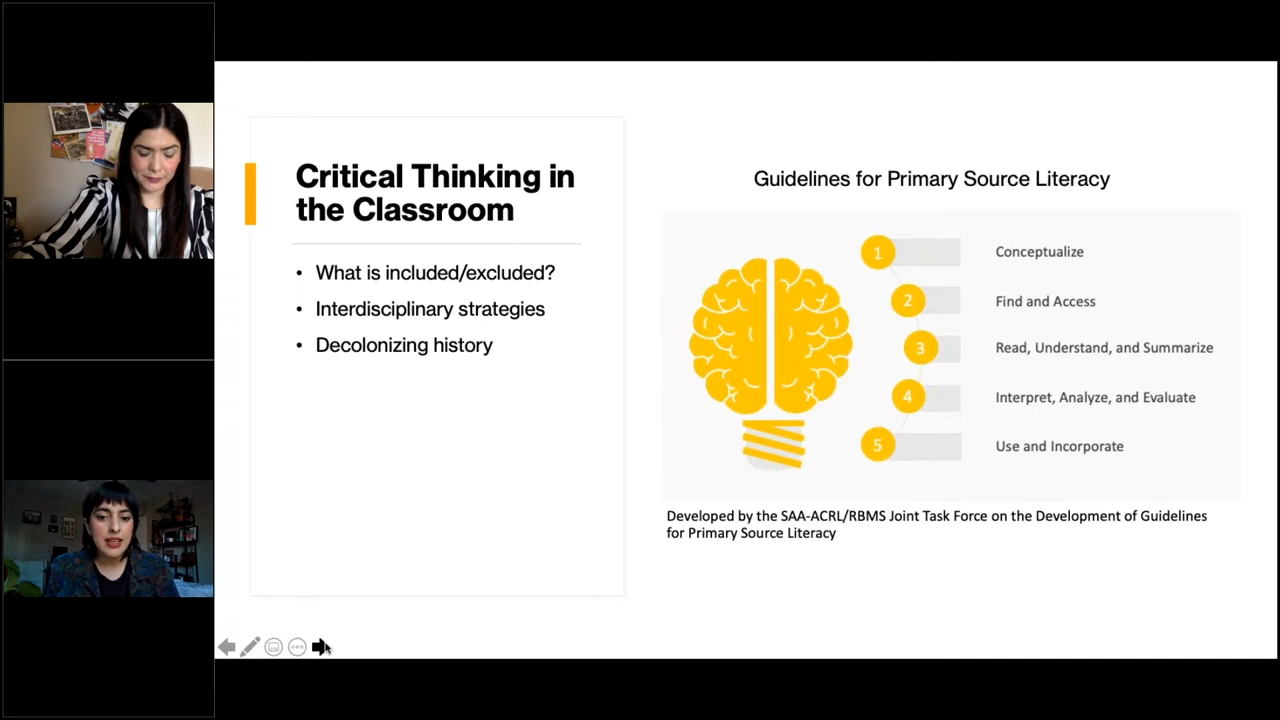 Critical Thinking in
the Classroom
• What is included/excluded?
• Interdisciplinary strategies
• Decolonizing history
Guidelines for Primary Source Literacy
1 Conceptualize
2 Find and Access
3 Read, Understand, and Summarize
4 Interpret, Analyze, and Evaluate
5 Use and Incorporate
Developed by the SAA-ACRL/RBMS Joint Task Force on the Development of Guidelines
for Primary Source Literacy